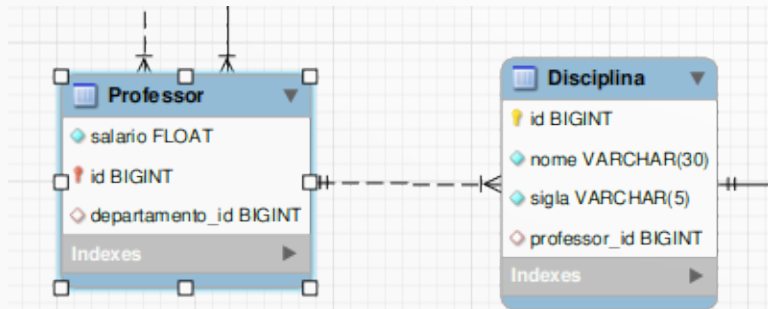 Professor
salario FLOAT
id BIGINT
departamento_id BIGINT
Indexes
Disciplina
id BIGINT
nome VARCHAR(30)
sigla VARCHAR(5)
professor_id BIGINT
Indexes